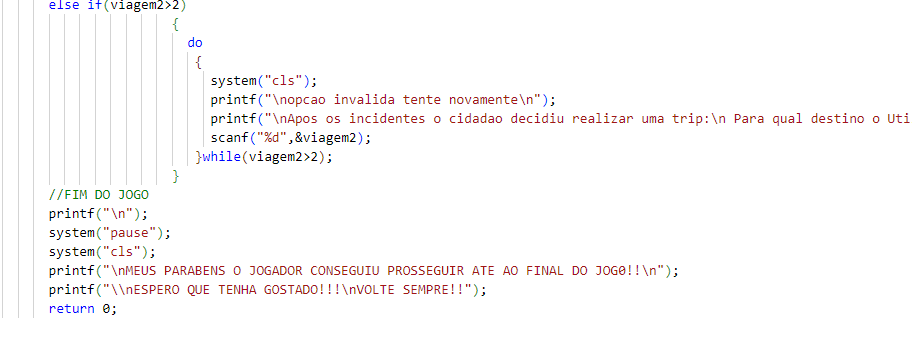 else if(viagem2>2)
{
do
{
system("cls");
printf("\nopcao invalida tente novamente\n");
printf("\nApos os incidentes o cidadao decidiu realizar uma trip:\n Para qual destino o Uti
scanf("%d",&viagem2);
}while(viagem2>2);
}
//FIM DO JOGO
printf("\n");
system("pause");
system("cls");
printf("\nMEUS PARABENS O JOGADOR CONSEGUIU PROSSEGUIR ATE AO FINAL DO JOG0!!\n");
printf("\\nESPERO QUE TENHA GOSTADO!!!\nVOLTE SEMPRE!!");
return 0;